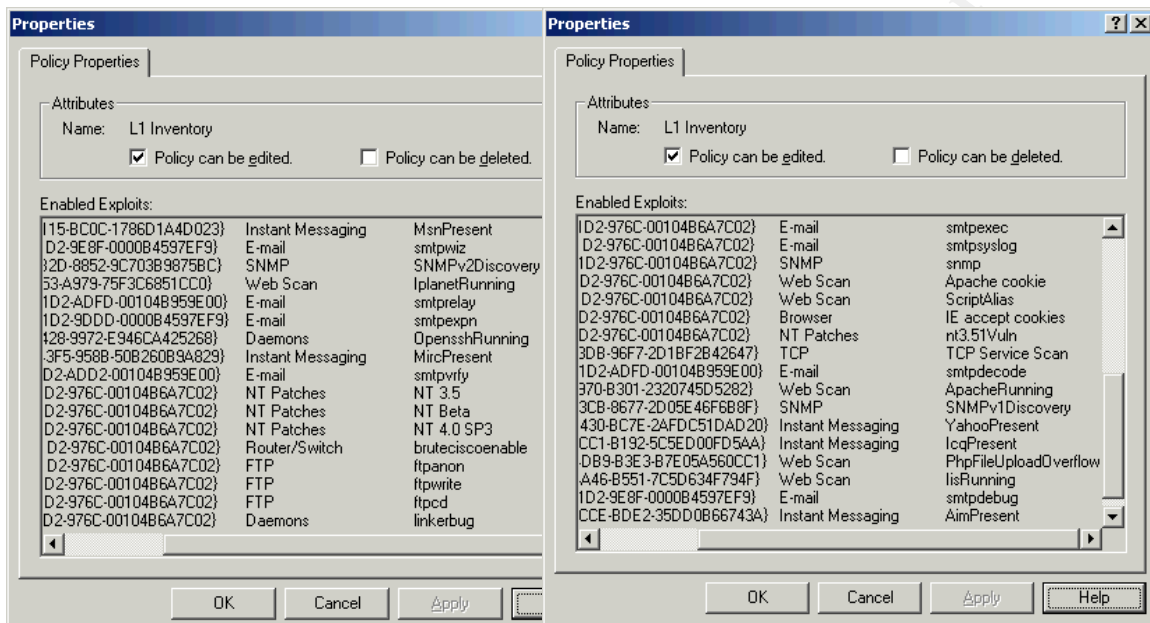 Properties
Policy Properties
Attributes
Name: L1 Inventory
Policy can be edited. Policy can be deleted.
Enabled Exploits:
I15-BC0C-1786D1A4D023} Instant Messaging MsnPresent
D2-9E8F-0000B4597EF9} E-mail smtpwiz
32D-8852-9C703B9875BC} SNMP SNMPv2Discovery
53-A979-75F3C6851CC0} Web Scan IplanetRunning
1D2-ADFD-00104B959E00} E-mail smtprelay
1D2-9DDD-0000B4597EF9} E-mail smtpexpn
428-9972-E946CA425268} Daemons OpensshRunning
3F5-958B-50B260B9A829} Instant Messaging MircPresent
D2-ADD2-00104B959E00} E-mail smtpvrfy
D2-976C-00104B6A7C02} NT Patches NT 3.5
D2-976C-00104B6A7C02} NT Patches NT Beta
D2-976C-00104B6A7C02} NT Patches NT 4.0 SP3
D2-976C-00104B6A7C02} Router/Switch bruteciscoenable
D2-976C-00104B6A7C02} FTP ftpanon
D2-976C-00104B6A7C02} FTP ftpwrite
D2-976C-00104B6A7C02} FTP ftpcd
D2-976C-00104B6A7C02} Daemons linkerbug
OK Cancel Apply
Properties
Policy Properties
Attributes
Name: L1 Inventory
Policy can be edited. Policy can be deleted.
Enabled Exploits:
1D2-976C-00104B6A7C02} E-mail smtpexec
D2-976C-00104B6A7C02} E-mail smtpsyslog
1D2-976C-00104B6A7C02} SNMP snmp
D2-976C-00104B6A7C02} Web Scan Apache cookie
D2-976C-00104B6A7C02} Web Scan ScriptAlias
D2-976C-00104B6A7C02} Browser IE accept cookies
D2-976C-00104B6A7C02} NT Patches nt3.51Vuln
3DB-96F7-2D1BF2B42647} TCP TCP Service Scan
1D2-ADFD-00104B959E00} E-mail smtpdecode
970-B301-2320745D5282} Web Scan ApacheRunning
3CB-8677-2D05E46F6B8F} SNMP SNMPv1Discovery
430-BC7E-2AFDC51DAD20} Instant Messaging YahooPresent
CC1-B192-5C5ED00FD5AA} Instant Messaging IcqPresent
-DB9-B3E3-B7E05A560CC1} Web Scan PhpFileUploadOverflow
-A46-B551-7C5D634F794F} Web Scan IisRunning
1D2-9E8F-0000B4597EF9} E-mail smtpdebug
CCE-BDE2-35DD0B66743A} Instant Messaging AimPresent
OK Cancel Apply Help